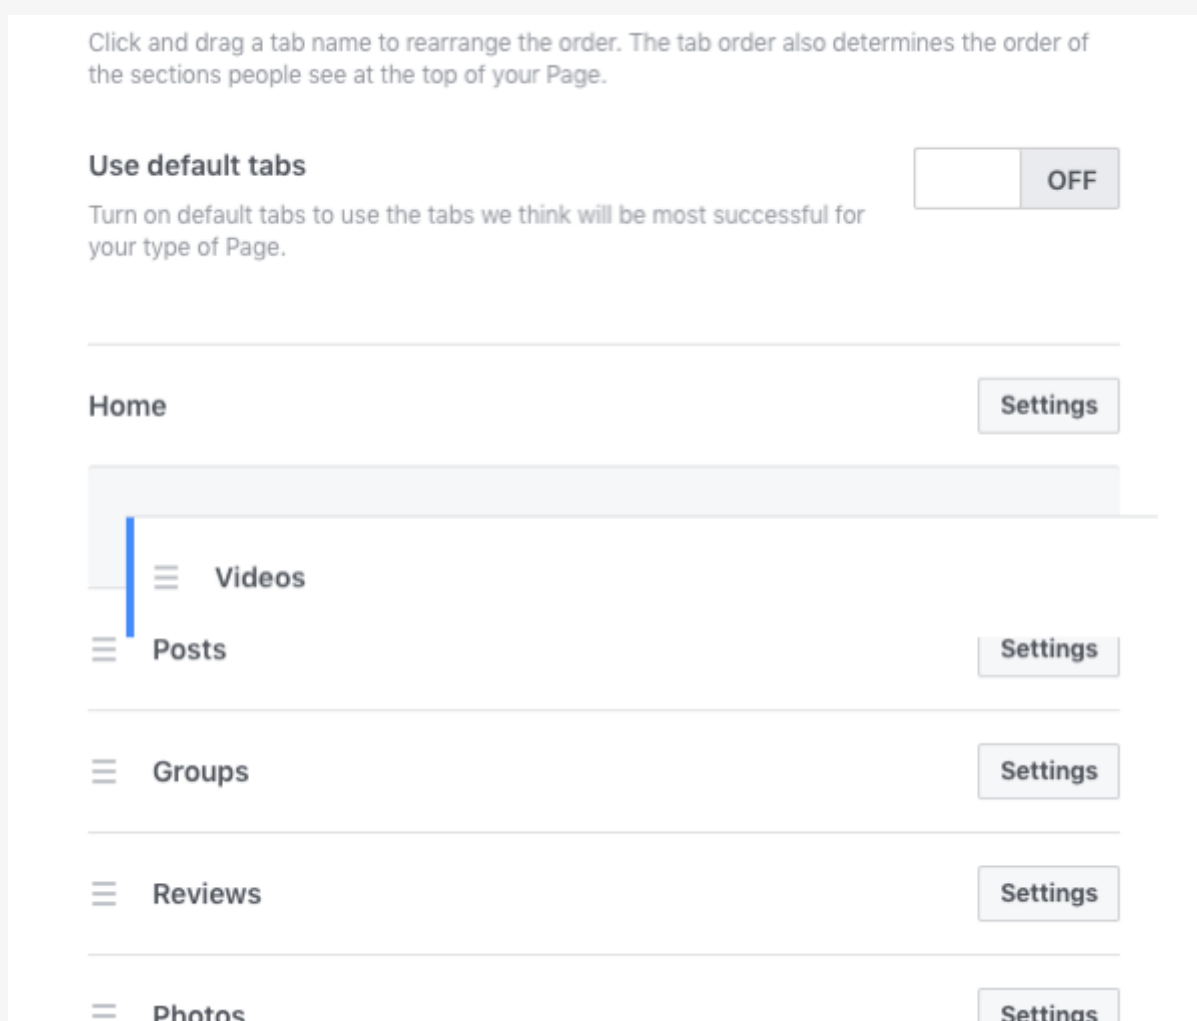 Click and drag a tab name to rearrange the order. The tab order also determines the order of
the sections people see at the top of your Page.
Use default tabs
OFF
Turn on default tabs to use the tabs we think will be most successful for
your type of Page.
Home
Settings
Videos
Posts
Settings
Groups
Settings
Reviews
Settings
Photos
Settings